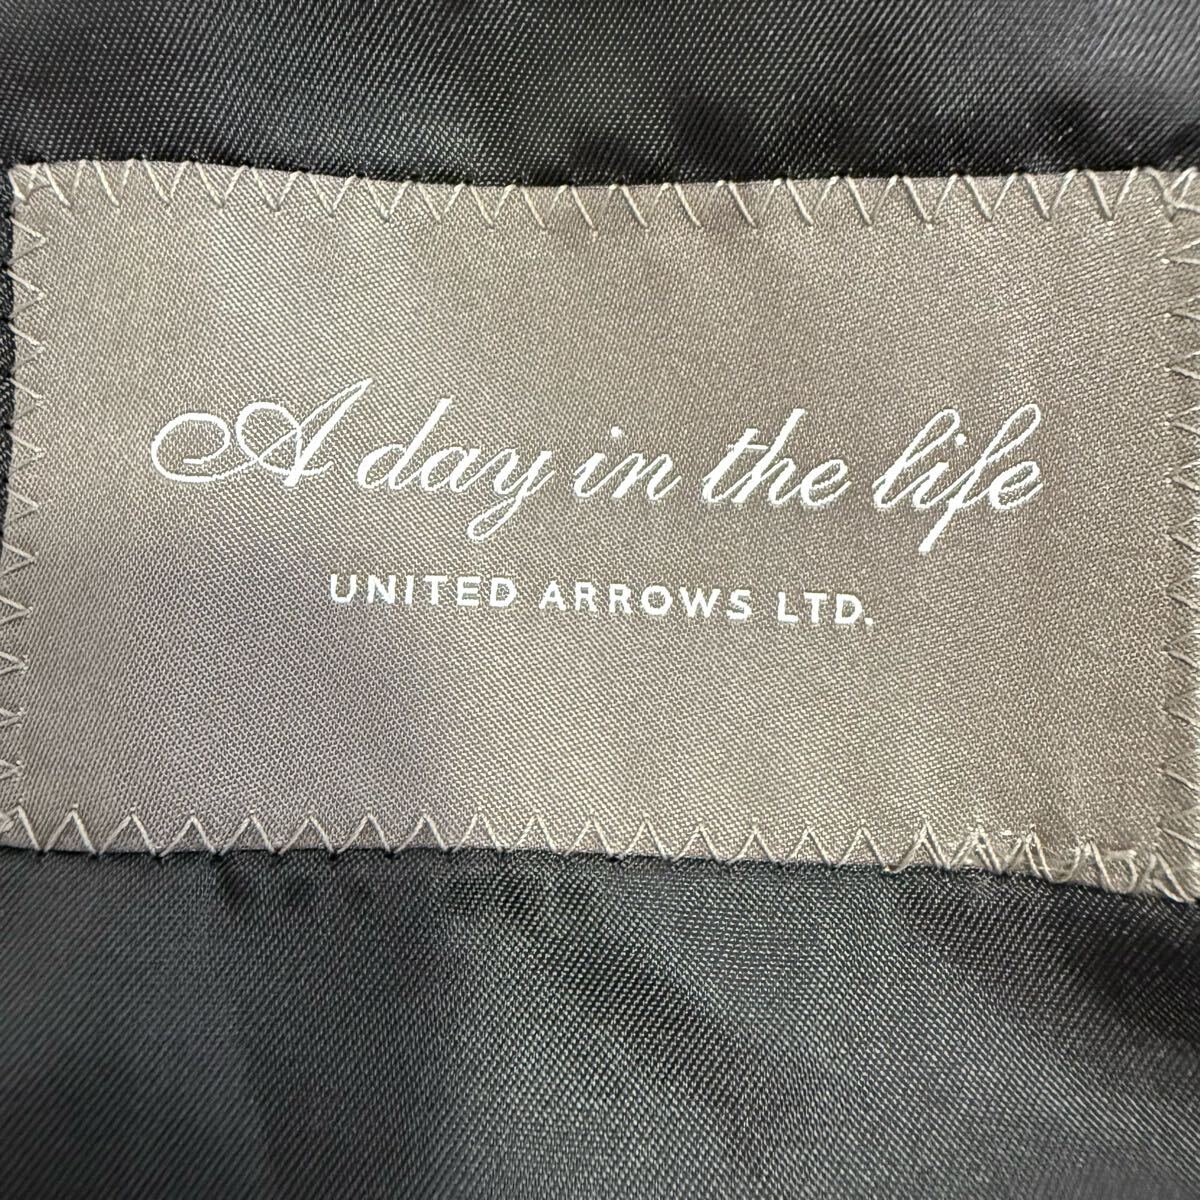 A day in the life
UNITED ARROWS LTD.